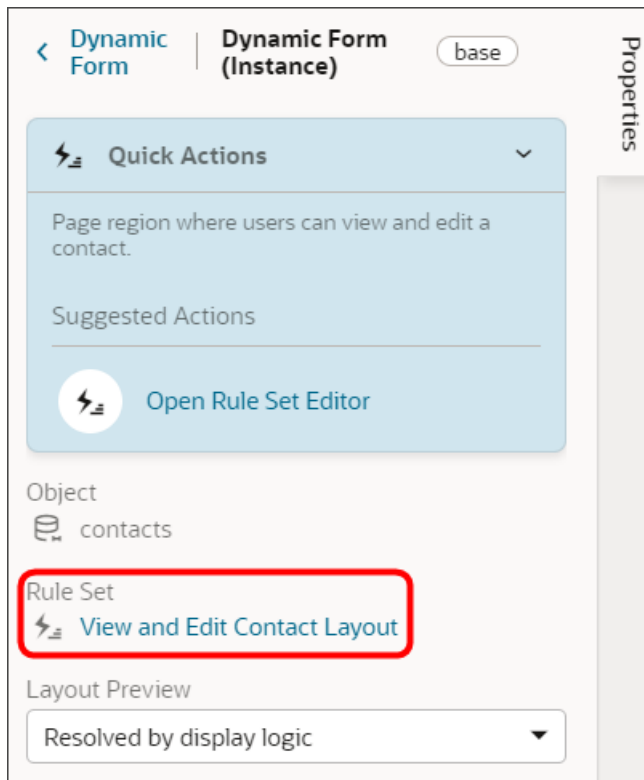 Dynamic
Form
Dynamic Form
(Instance)
base
Properties
Quick Actions
Page region where users can view and edit a
contact.
Suggested Actions
Open Rule Set Editor
Object
contacts
Rule Set
View and Edit Contact Layout
Layout Preview
Resolved by display logic